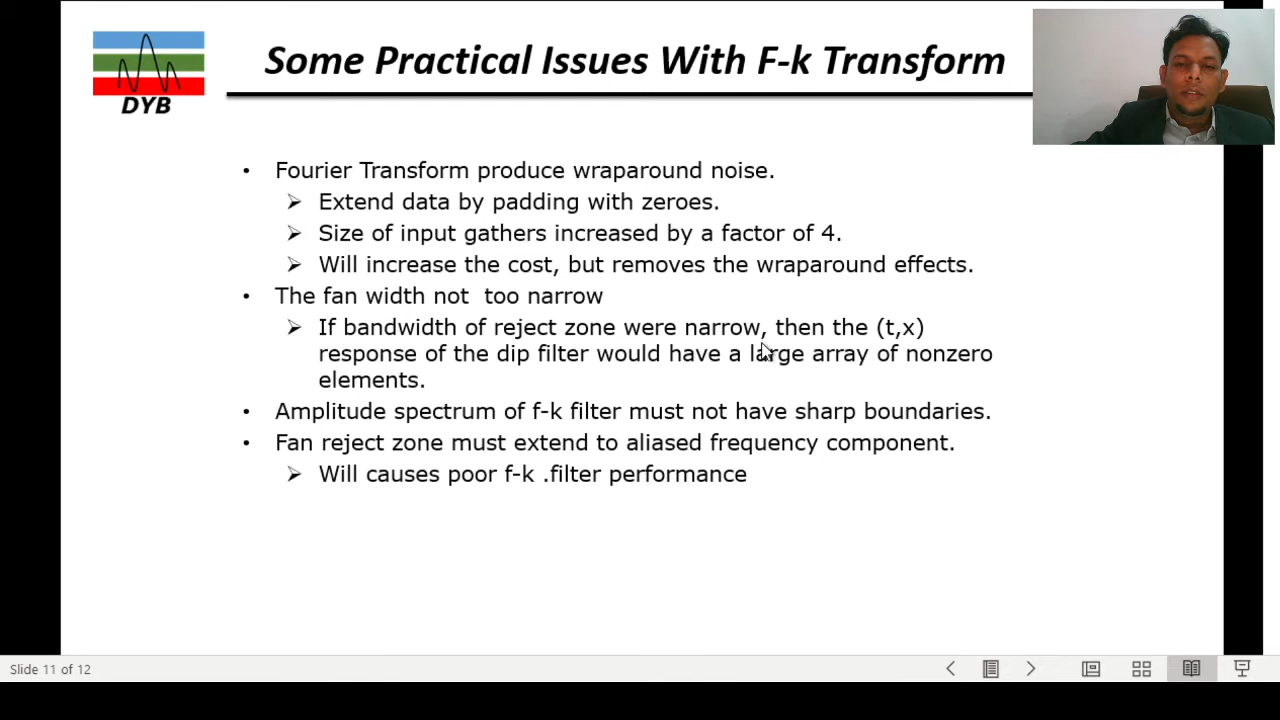 DYB
Some Practical Issues With F-k Transform
• Fourier Transform produce wraparound noise.
➢ Extend data by padding with zeroes.
➢ Size of input gathers increased by a factor of 4.
➢ Will increase the cost, but removes the wraparound effects.
• The fan width not  too narrow
➢ If bandwidth of reject zone were narrow, then the (t,x)
response of the dip filter would have a large array of nonzero
elements.
• Amplitude spectrum of f-k filter must not have sharp boundaries.
• Fan reject zone must extend to aliased frequency component.
➢ Will causes poor f-k .filter performance
Slide 11 of 12